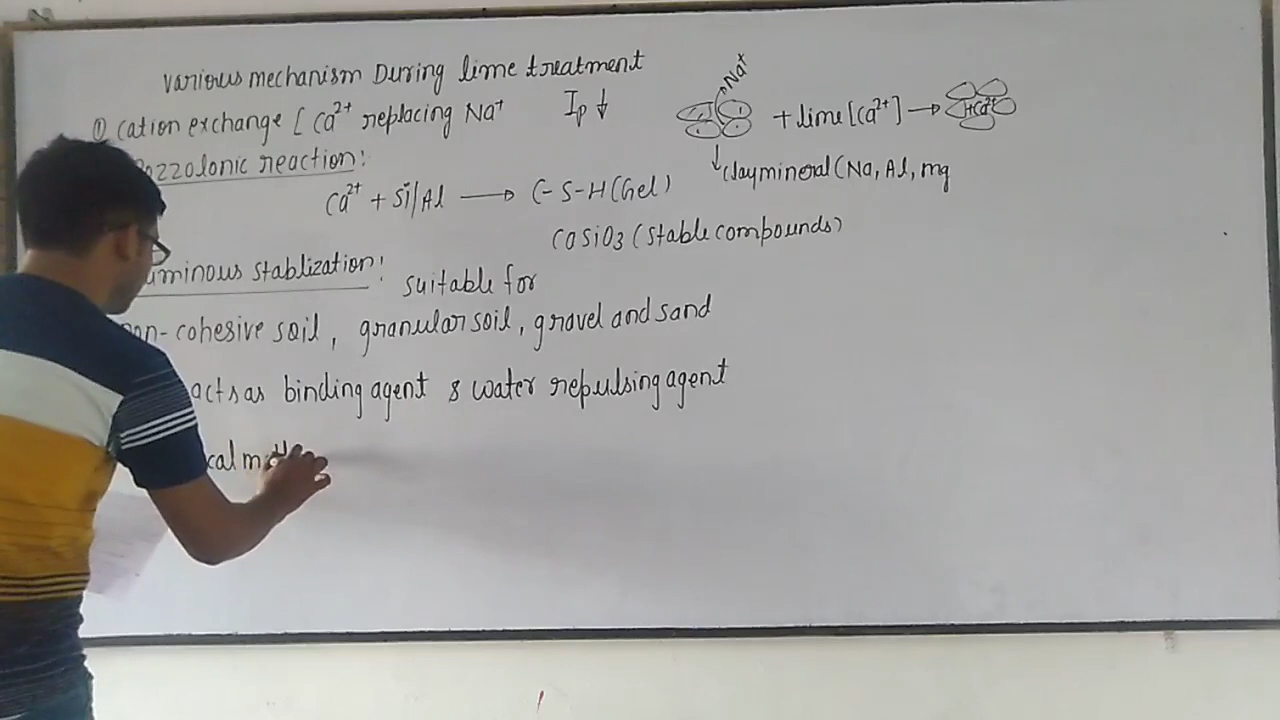 various mechanism During lime treatment
① cation exchange [ Ca²⁺ replacing Na⁺ Ip ↓
Na⁺
+ lime [Ca²⁺] → Ca²⁺
ozzolonic reaction:
↓ Clay mineral (Na, Al, mg
Ca²⁺ + Si/Al → C-S-H (Gel)
CaSiO3 (stable compounds)
uminous stablization: suitable for
on-cohesive soil, granular soil, gravel and sand
acts as binding agent & water repulsing agent
cal m